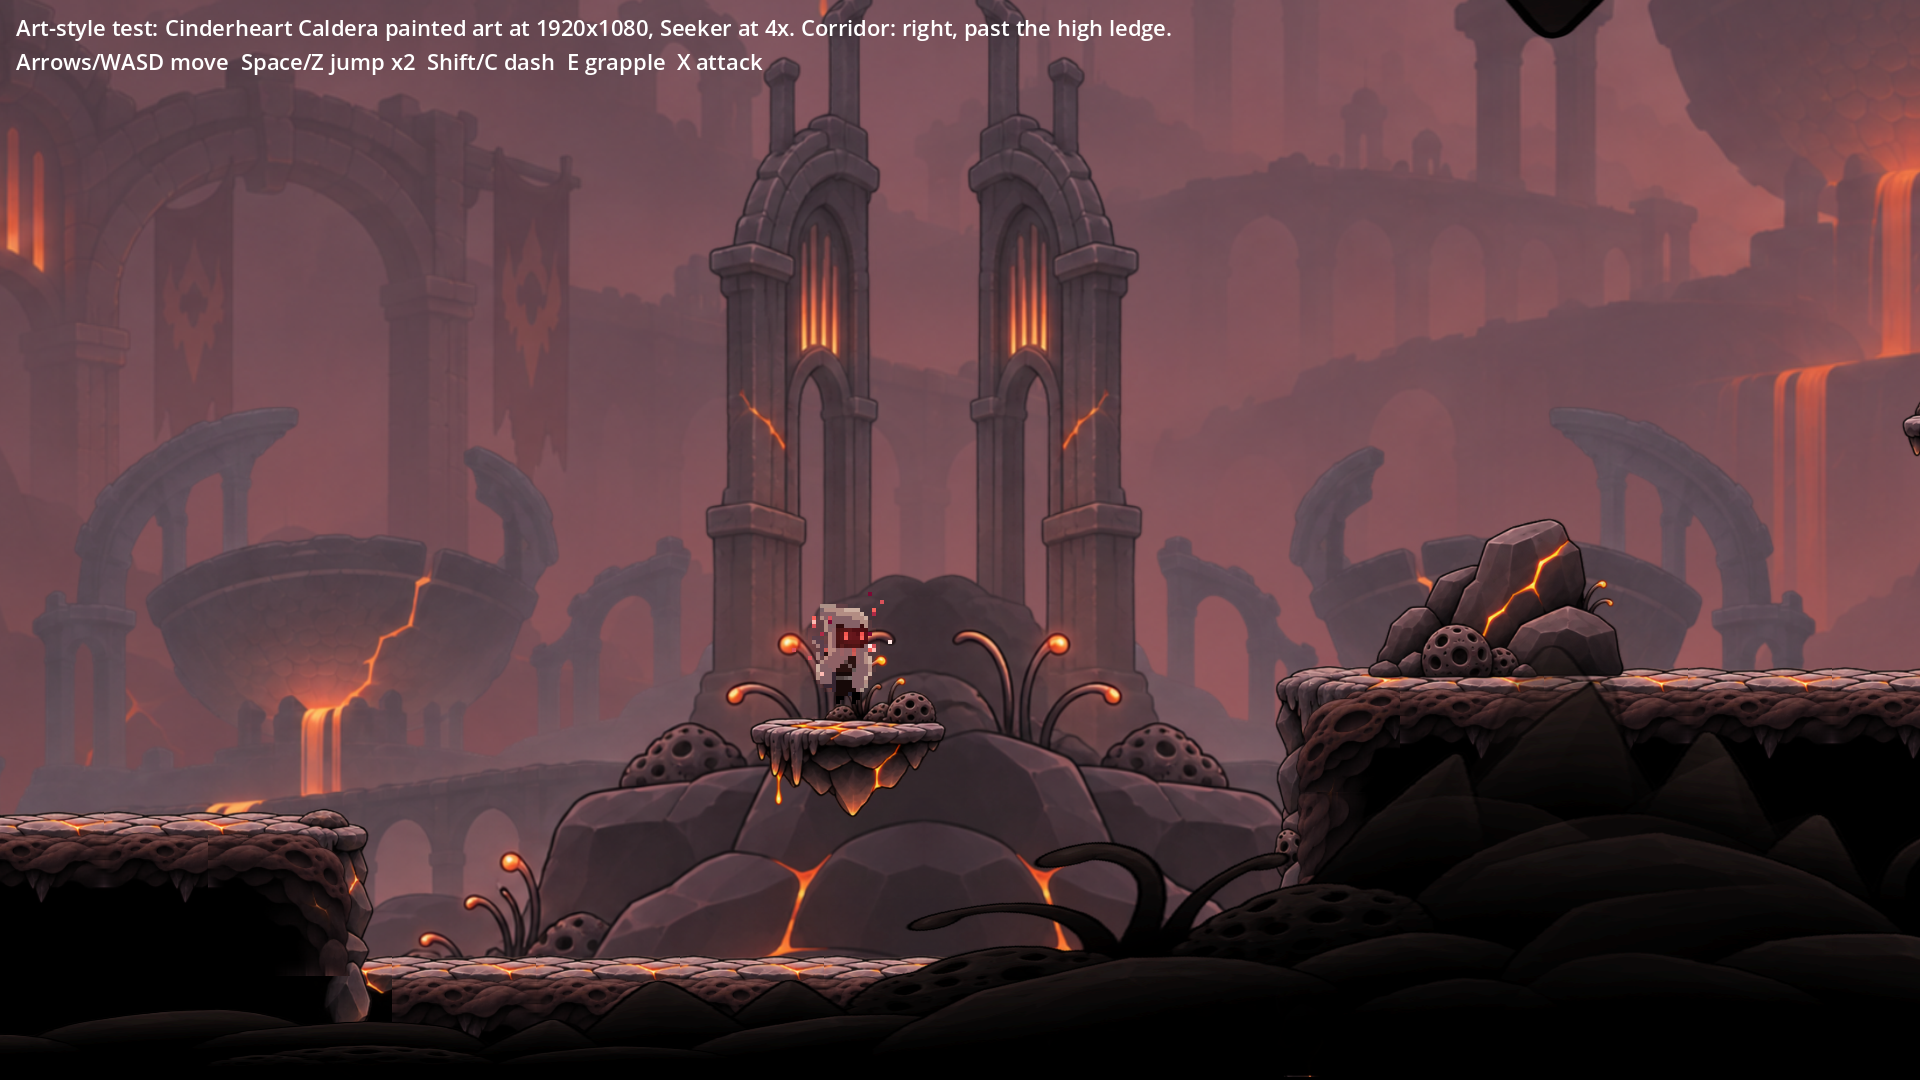 Art-style test: Cinderheart Caldera painted art at 1920x1080, Seeker at 4x. Corridor: right, past the high ledge.
Arrows/WASD move  Space/Z jump x2  Shift/C dash  E grapple  X attack